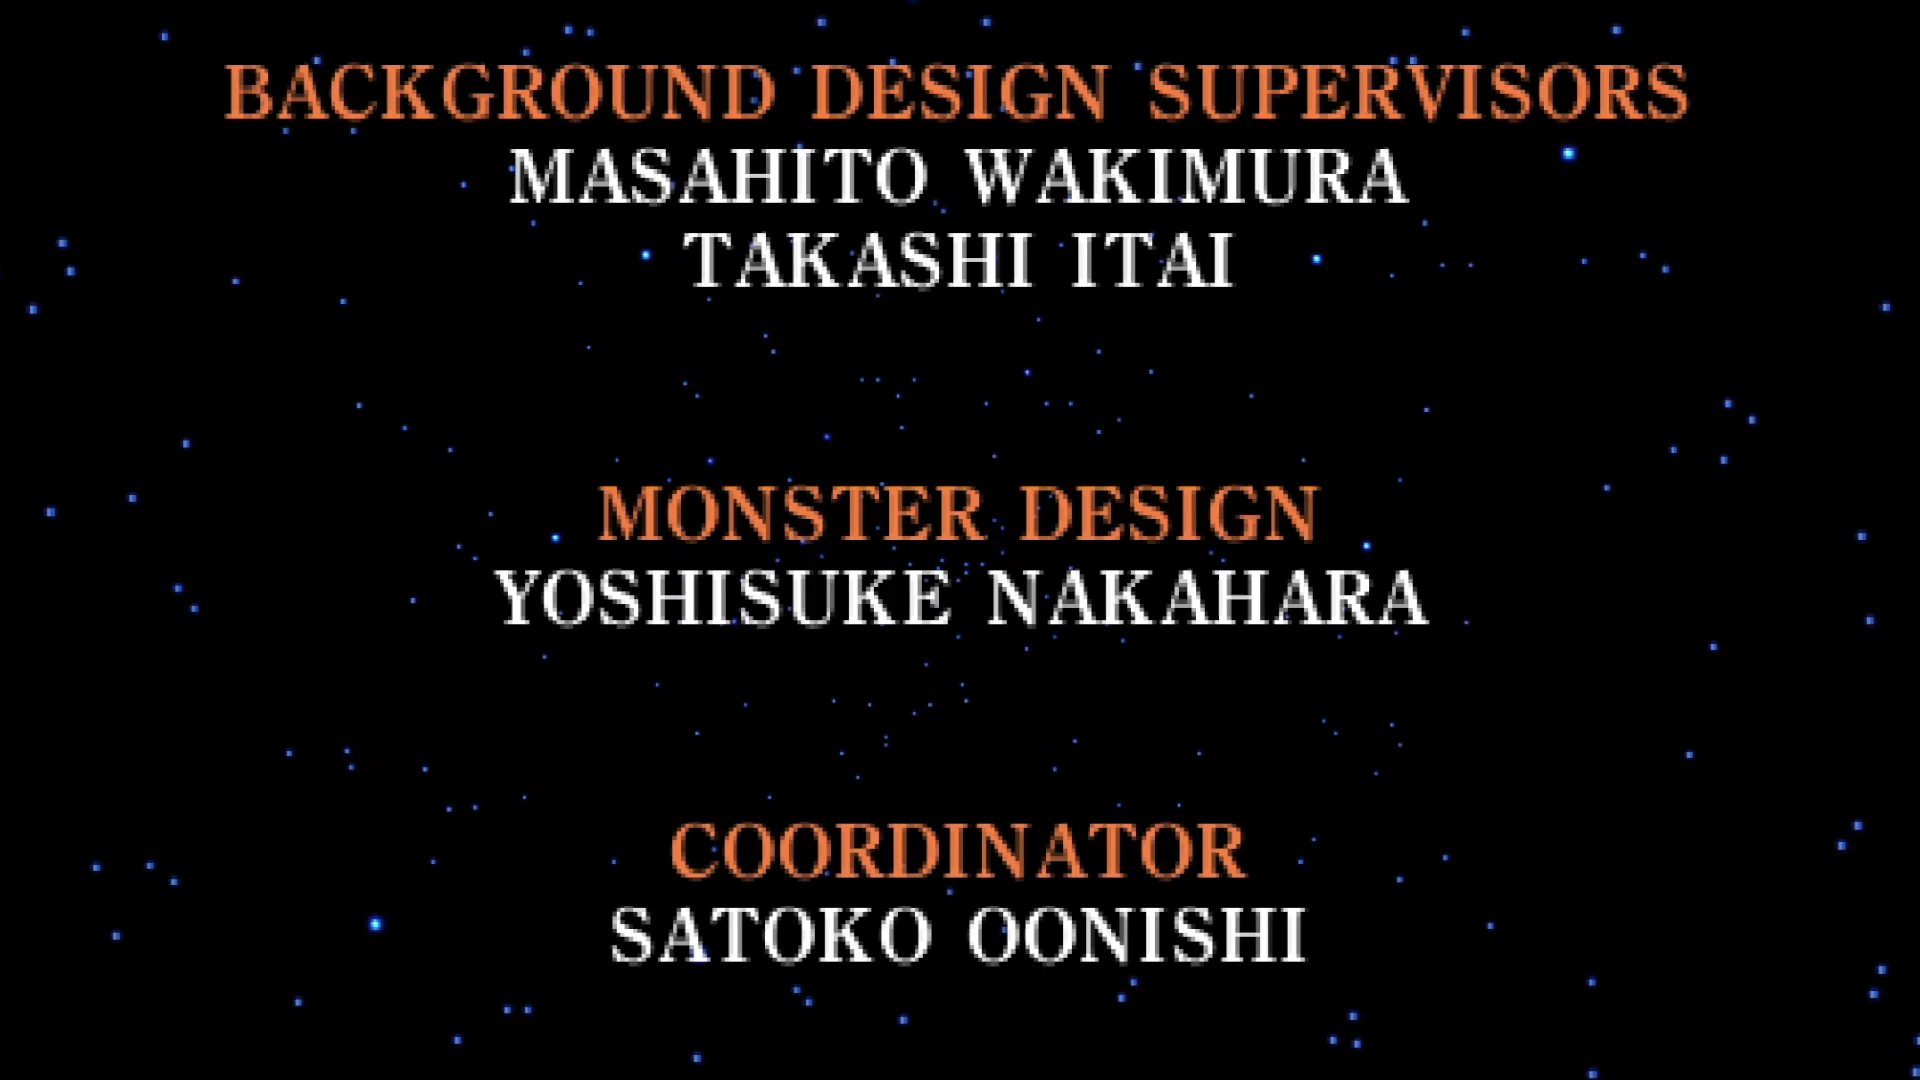 BACKGROUND DESIGN SUPERVISORS
MASAHITO WAKIMURA
TAKASHI ITAI
MONSTER DESIGN
YOSHISUKE NAKAHARA
COORDINATOR
SATOKO OONISHI